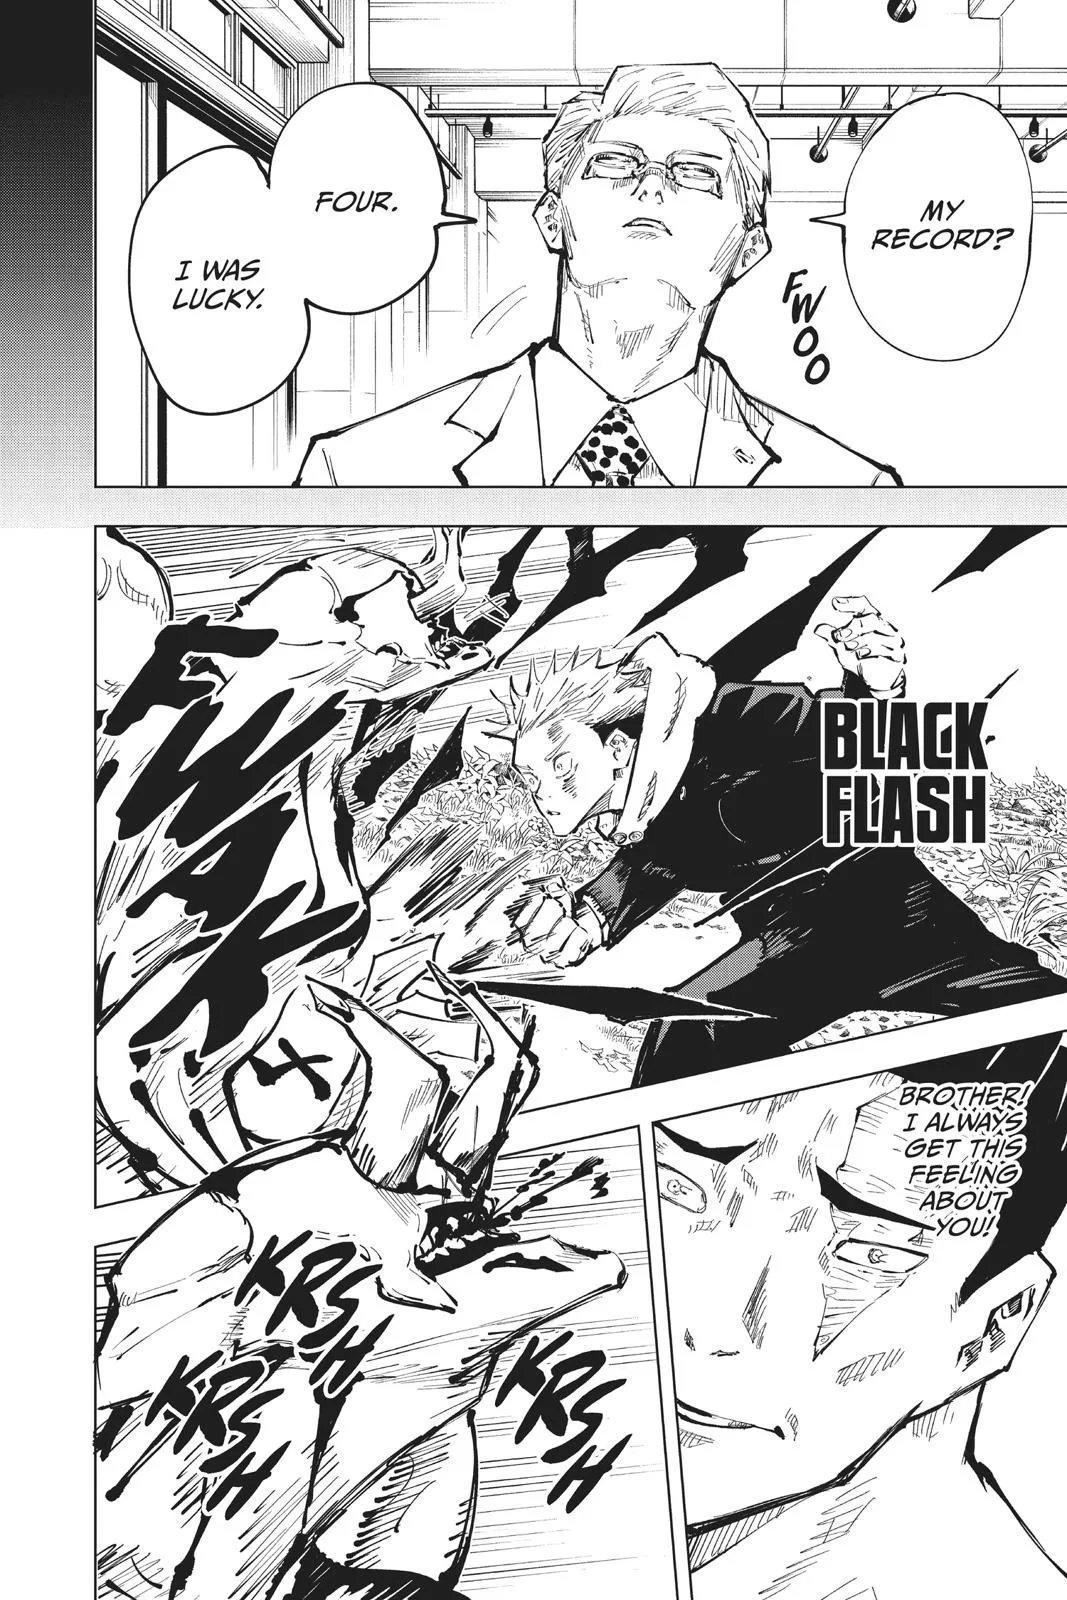 MY
RECORD?
FOUR.
I WAS
LUCKY.
FWOO
BLACK
FLASH
FWAK
BROTHER!
I ALWAYS
GET THIS
FEELING
ABOUT
YOU!
KRSH
KRSH
KRSH